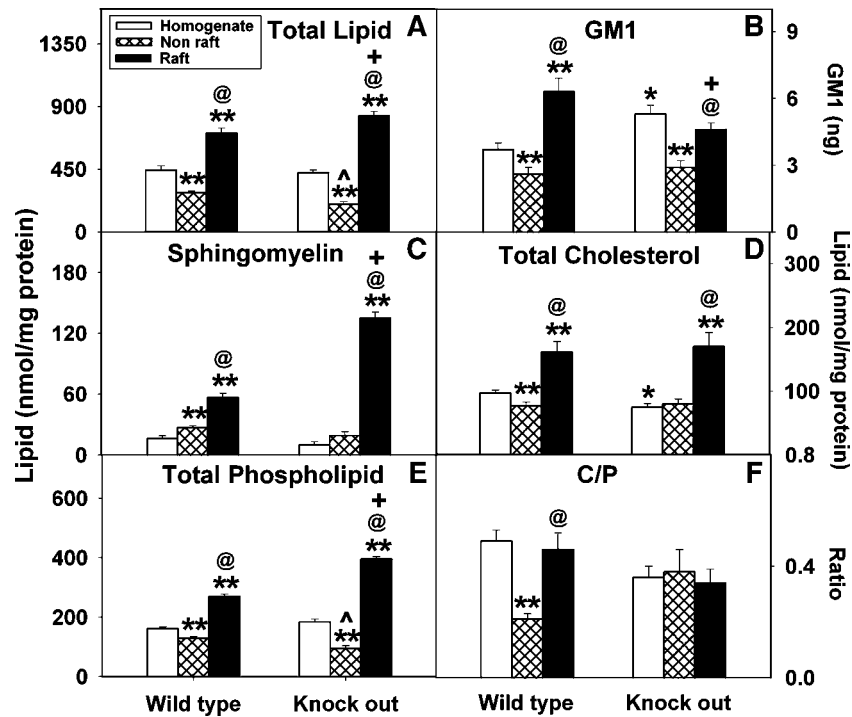 Homogenate
Non raft
Raft
Total Lipid
A
1350
900
450
0
**
@
**
^
**
+
@
**
GM1
B
9
6
3
0
GM1 (ng)
**
@
**
*
**
+
@
Lipid (nmol/mg protein)
Sphingomyelin
C
180
120
60
0
**
@
**
+
@
**
Total Cholesterol
D
300
200
100
0.8
Lipid (nmol/mg protein)
**
@
**
*
@
**
Total Phospholipid
E
600
400
200
0
**
@
**
^
**
+
@
**
Wild type
Knock out
C/P
F
0.4
0.0
Ratio
**
@
Wild type
Knock out